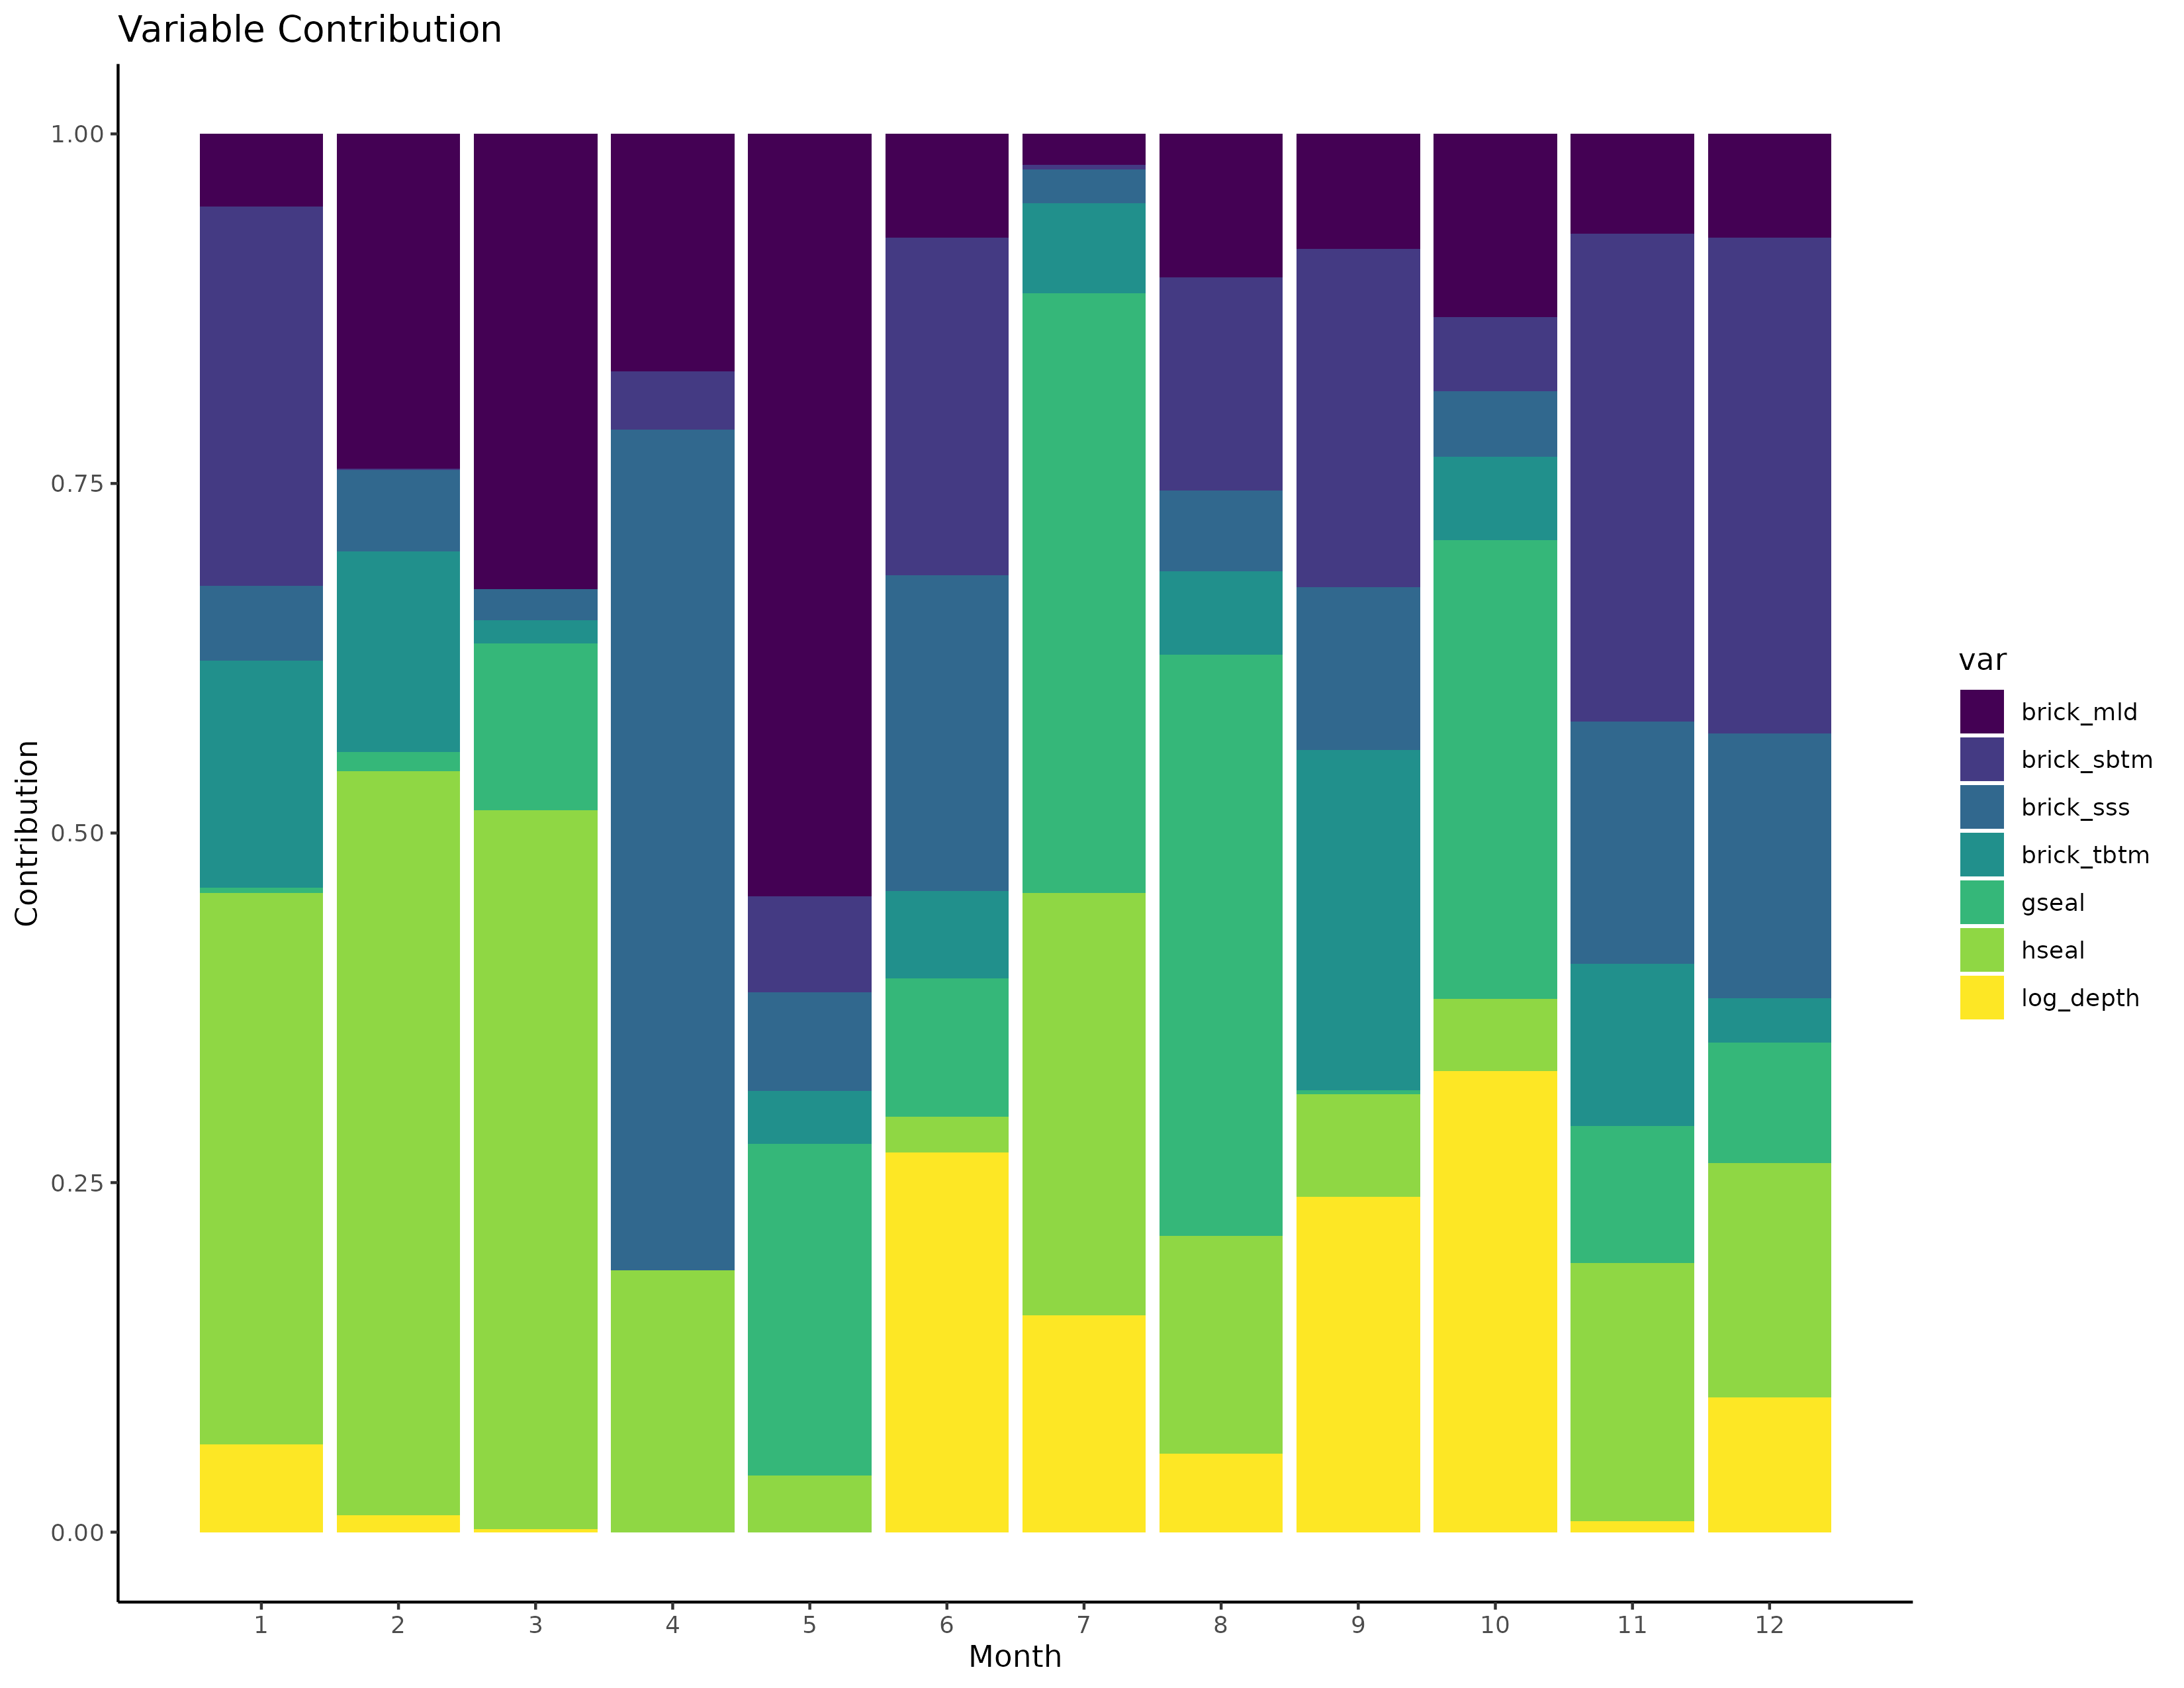 Variable Contribution
1.00
0.75
0.50
0.25
0.00
Contribution
1 2 3 4 5 6 7 8 9 10 11 12
Month
var
brick_mld
brick_sbtm
brick_sss
brick_tbtm
gseal
hseal
log_depth